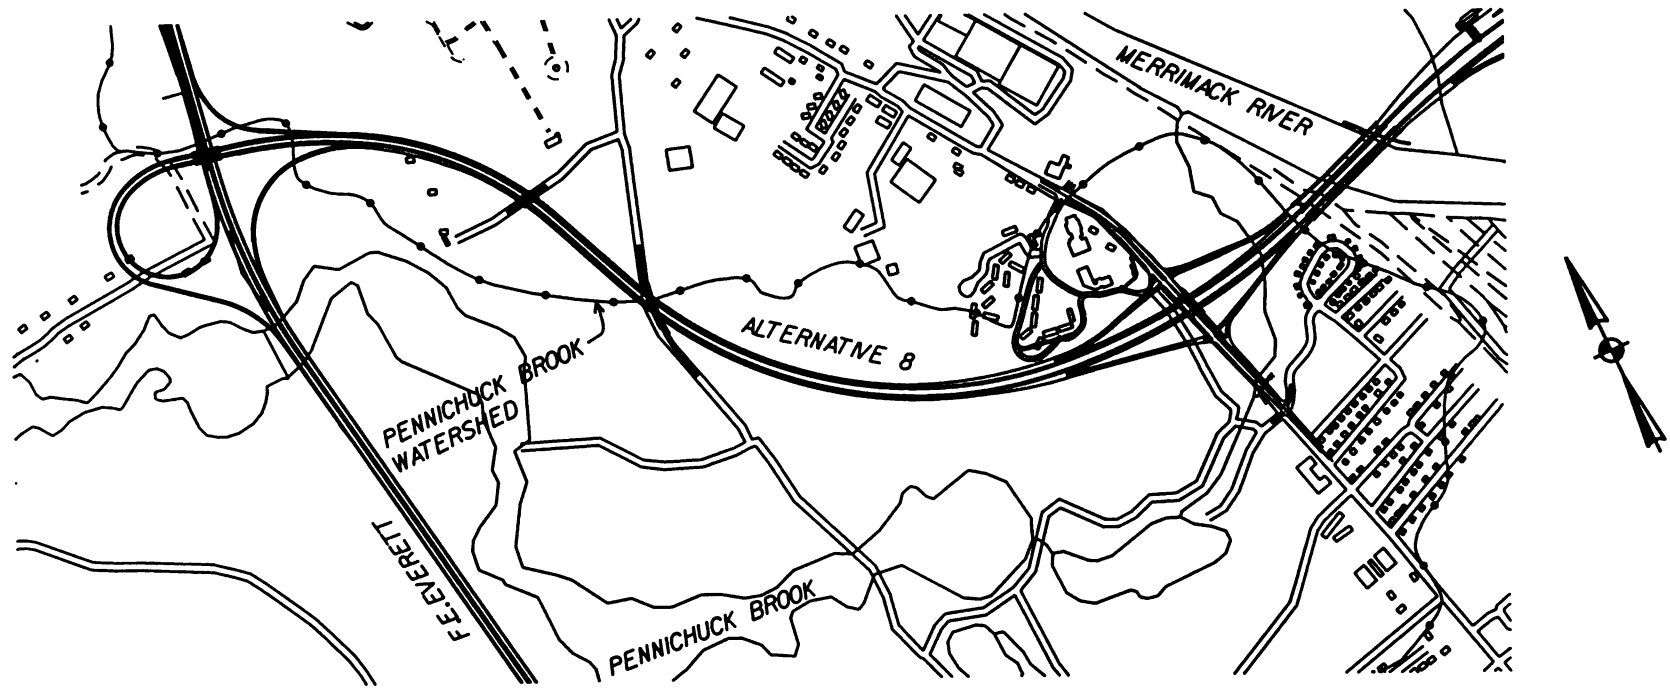 MERRIMACK RIVER
ALTERNATIVE 8
PENNICHUCK BROOK
WATERSHED
F.E. EVERETT
PENNICHUCK BROOK